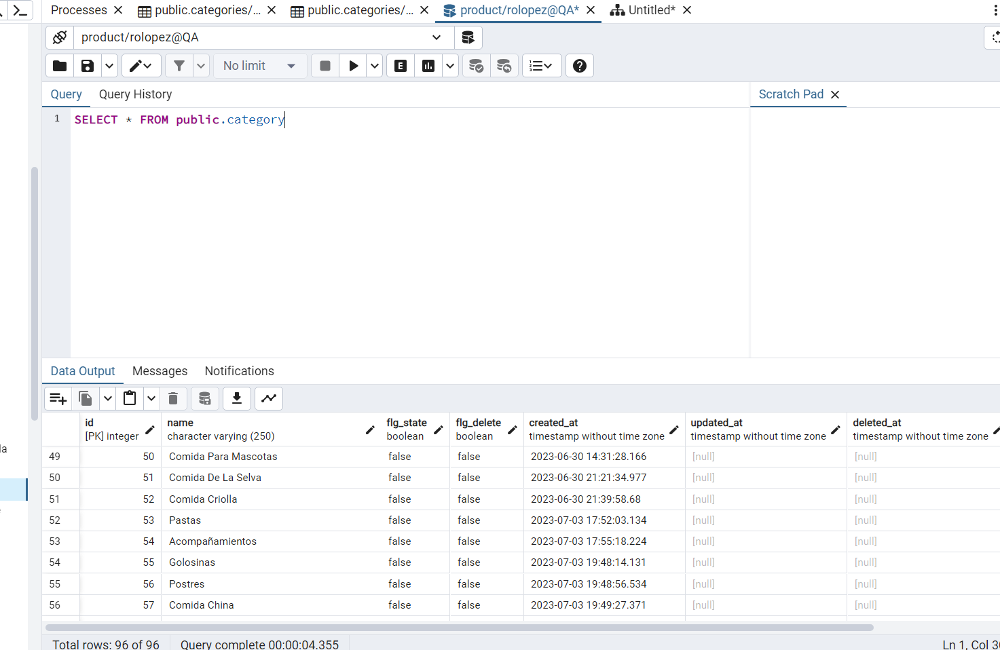 Processes public.categories/... public.categories/... product/rolopez@QA* Untitled*
product/rolopez@QA
No limit
E
Query Query History Scratch Pad
1 SELECT * FROM public.category
Data Output Messages Notifications
id name flg_state flg_delete created_at updated_at deleted_at
[PK] integer character varying (250) boolean boolean timestamp without time zone timestamp without time zone timestamp without time zone
49 50 Comida Para Mascotas false false 2023-06-30 14:31:28.166 [null] [null]
50 51 Comida De La Selva false false 2023-06-30 21:21:34.977 [null] [null]
51 52 Comida Criolla false false 2023-06-30 21:39:58.68 [null] [null]
52 53 Pastas false false 2023-07-03 17:52:03.134 [null] [null]
53 54 Acompañamientos false false 2023-07-03 17:55:18.224 [null] [null]
54 55 Golosinas false false 2023-07-03 19:48:14.131 [null] [null]
55 56 Postres false false 2023-07-03 19:48:56.534 [null] [null]
56 57 Comida China false false 2023-07-03 19:49:27.371 [null] [null]
Total rows: 96 of 96 Query complete 00:00:04.355 Ln 1, Col